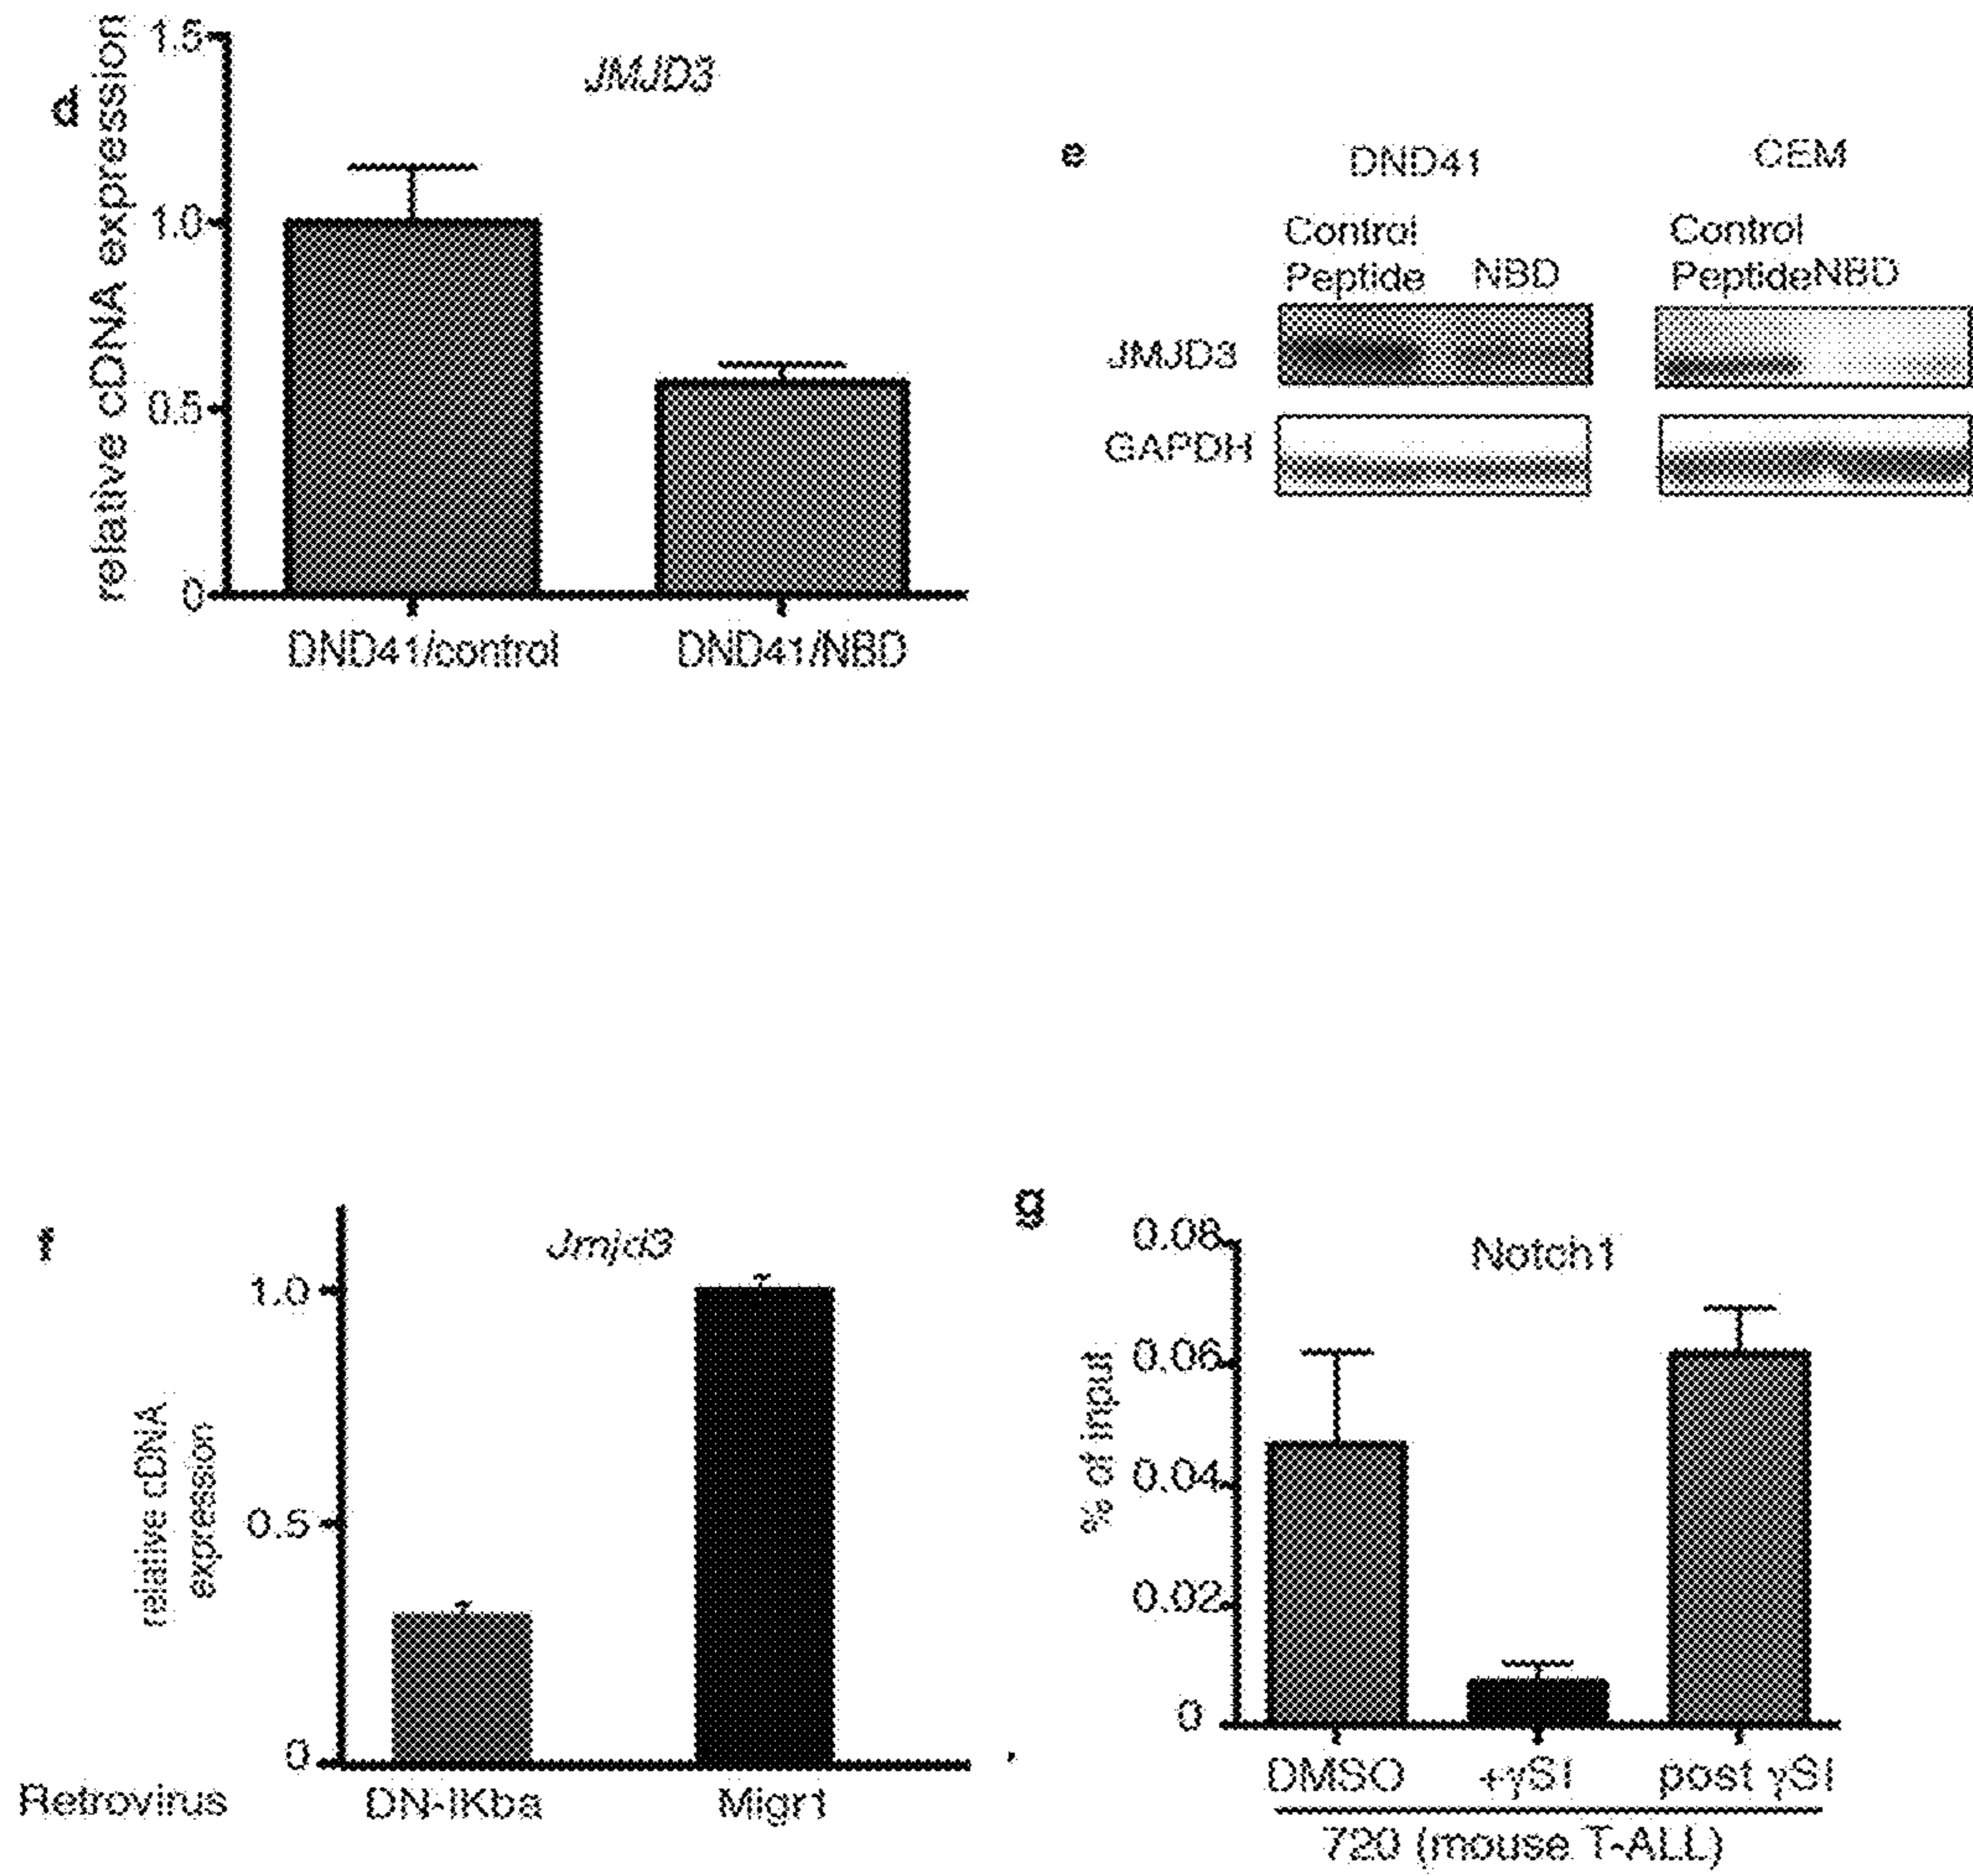 d
relative cDNA expression
JMJD3
1.5
1.0
0.5
0
DND41/control DND41/NBD
e
DND41 CEM
Control Control
Peptide NBD PeptideNBD
JMJD3
GAPDH
f
Jmjd3
relative cDNA
expression
1.0
0.5
0
Retrovirus DN-IKba Migr1
g
Notch1
% of input
0.08
0.06
0.04
0.02
0
DMSO +γSI post γSI
720 (mouse T-ALL)